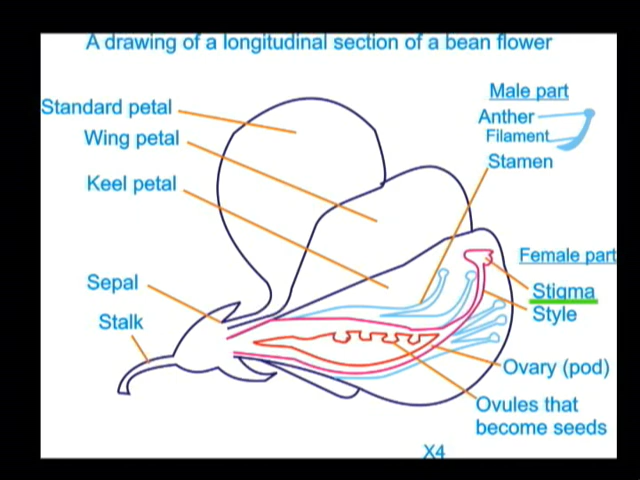 A drawing of a longitudinal section of a bean flower
Male part
Standard petal
Anther
Wing petal
Filament
Stamen
Keel petal
Female part
Sepal
Stigma
Style
Stalk
Ovary (pod)
Ovules that
become seeds
X4